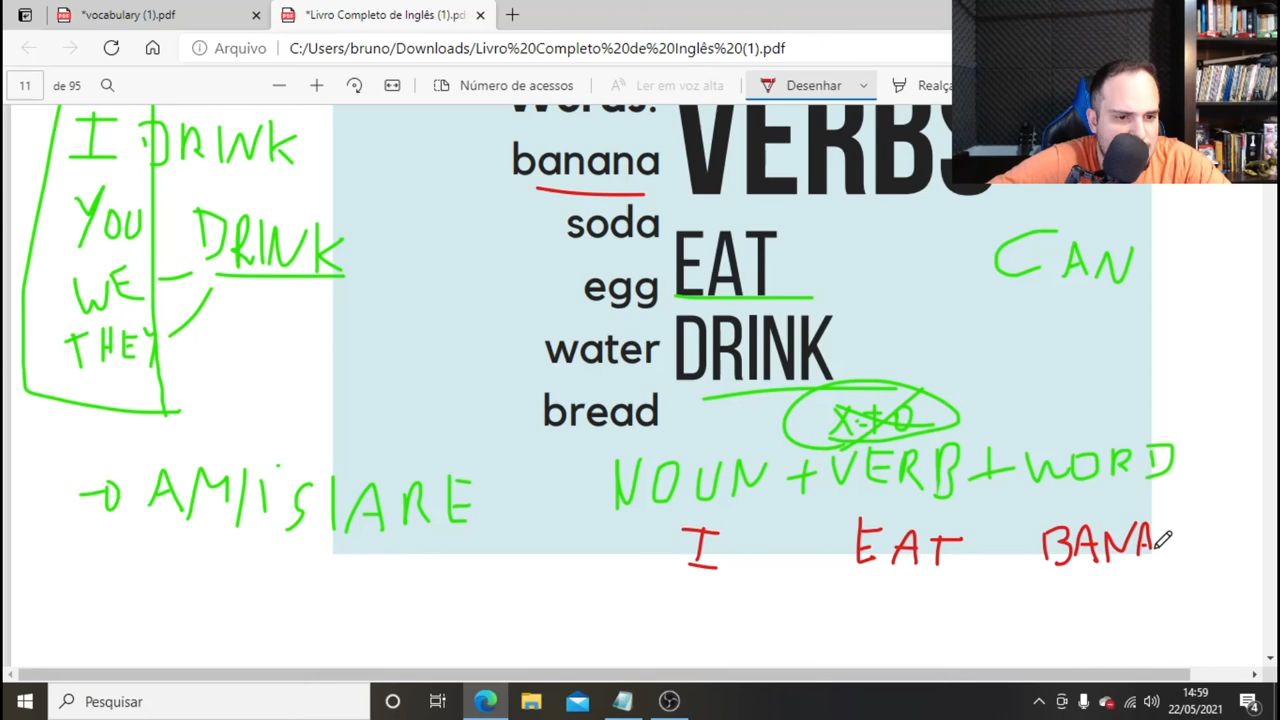 *vocabulary (1).pdf
*Livro Completo de Inglês (1).pd
Arquivo C:/Users/bruno/Downloads/Livro%20Completo%20de%20Inglês%20(1).pdf
11 de 95 Número de acessos Ler em voz alta Desenhar Realç
I DRINK
YOU
WE
THEY
DRINK
words:
banana
soda
egg
water
bread
VERBS
EAT
DRINK
CAN
→ AM/IS/ARE
NOUN + VERB + WORD
I EAT BANA
Pesquisar
14:59
22/05/2021
4